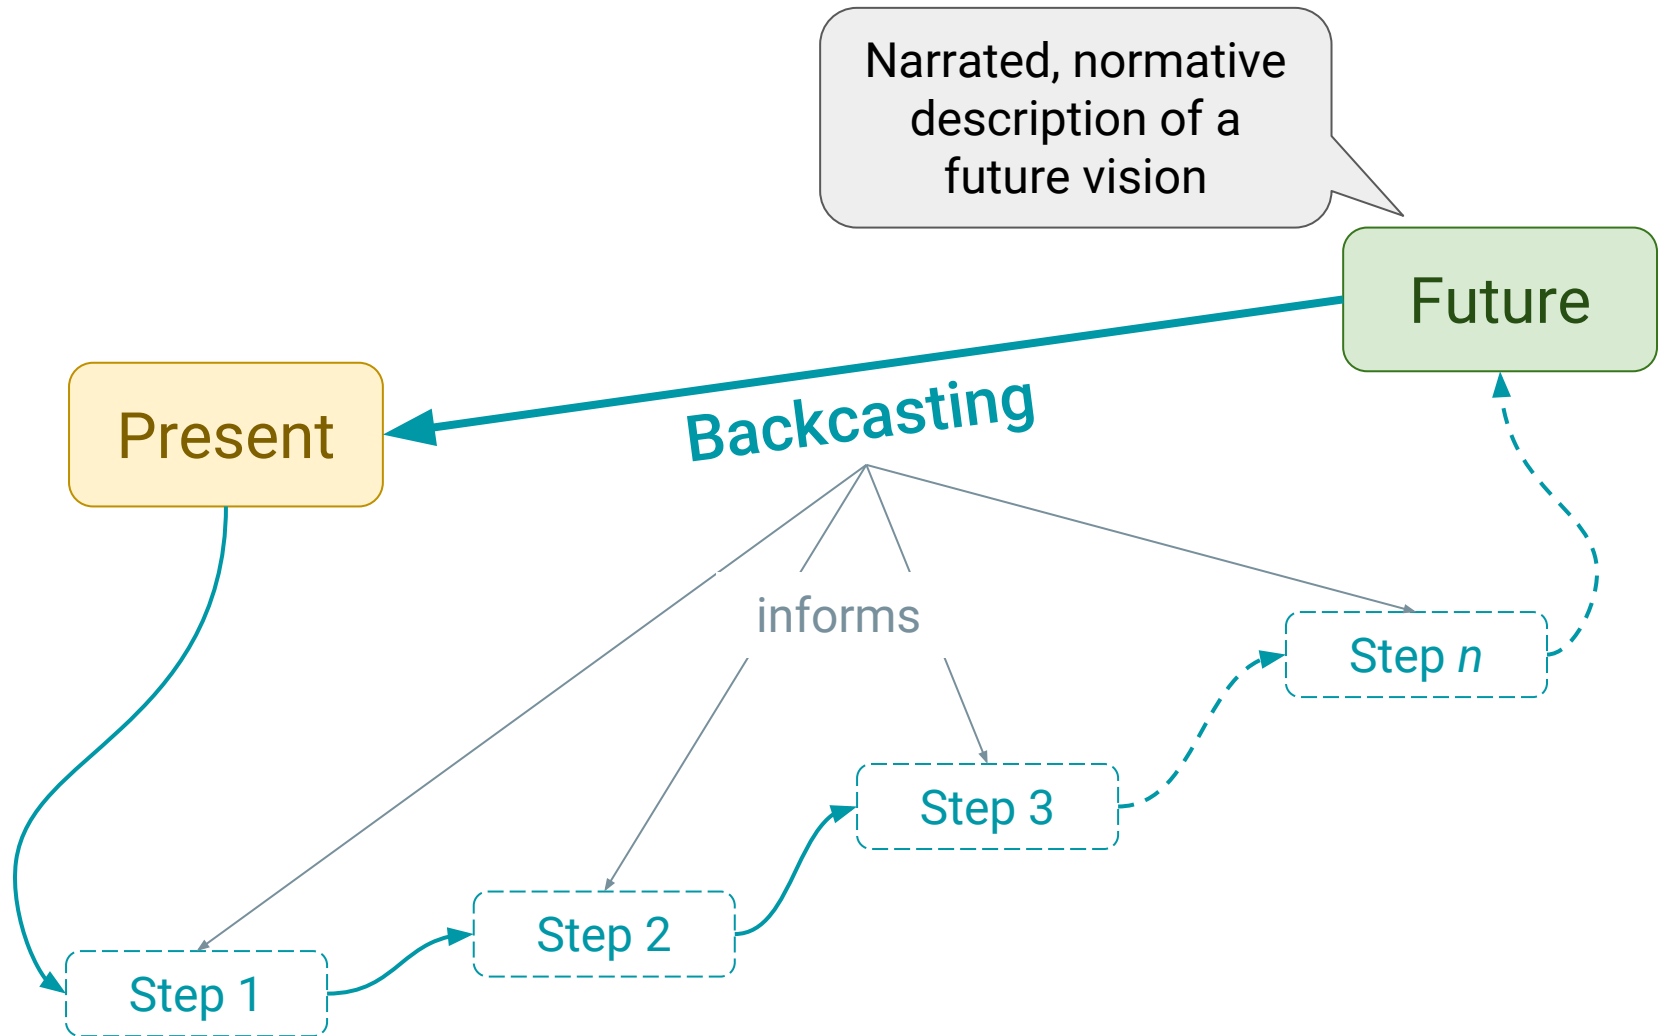 Narrated, normative
description of a
future vision
Future
Present
Backcasting
informs
Step n
Step 3
Step 2
Step 1